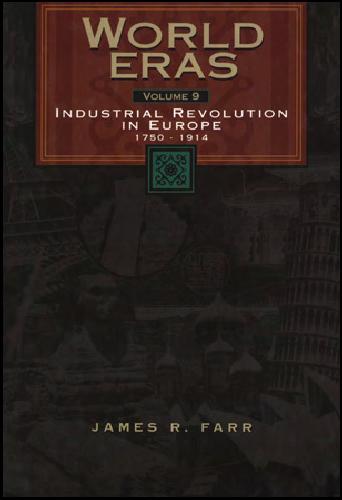 WORLD
ERAS
VOLUME 9
INDUSTRIAL REVOLUTION
IN EUROPE
1750 - 1914
JAMES R. FARR